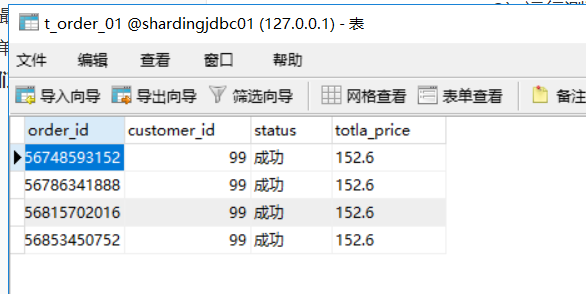 t_order_01 @shardingjdbc01 (127.0.0.1) - 表
文件 编辑 查看 窗口 帮助
导入向导 导出向导 筛选向导 网格查看 表单查看 备注
order_id customer_id status totla_price
56748593152 99 成功 152.6
56786341888 99 成功 152.6
56815702016 99 成功 152.6
56853450752 99 成功 152.6